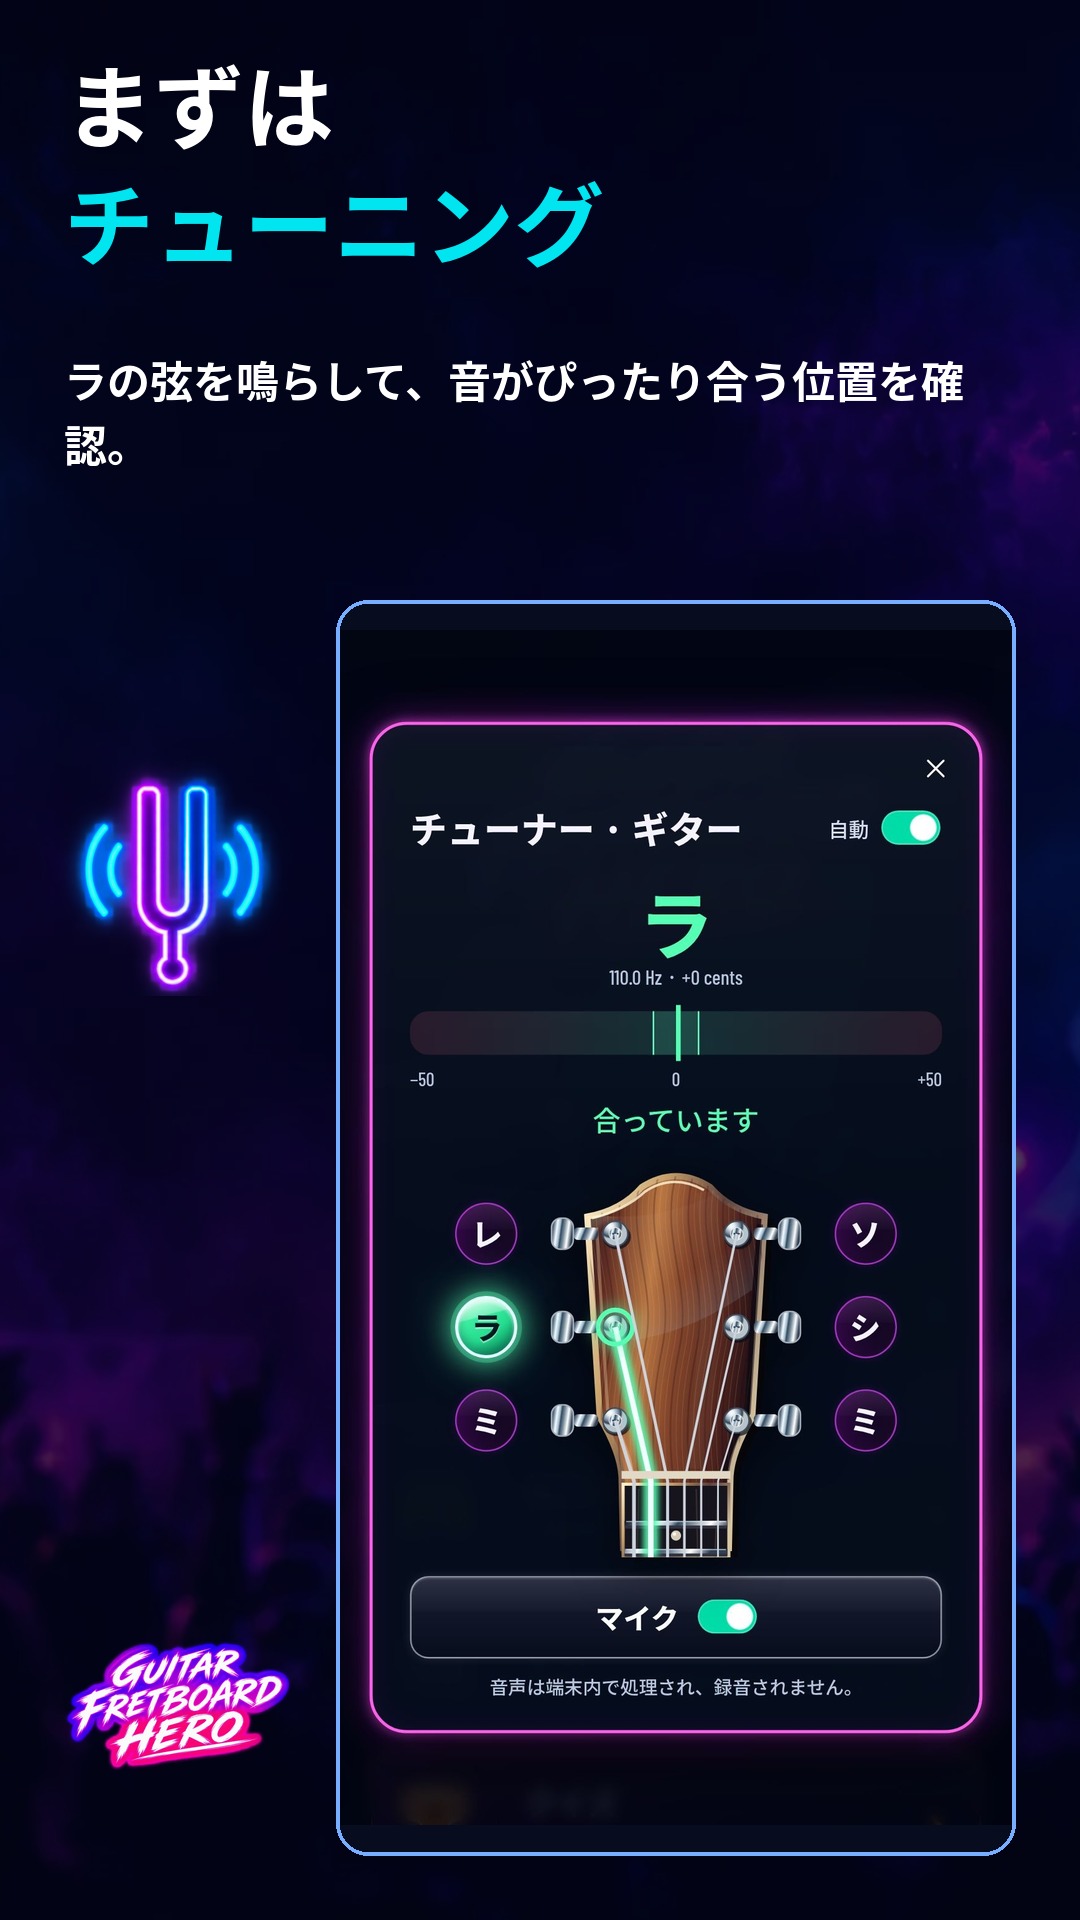 まずは
チューニング
ラの弦を鳴らして、音がぴったり合う位置を確
認。
チューナー・ギター
自動
ラ
110.0 Hz · +0 cents
−50 0 +50
合っています
レ ソ
ラ シ
ミ ミ
マイク
音声は端末内で処理され、録音されません。
GUITAR
FRETBOARD
HERO